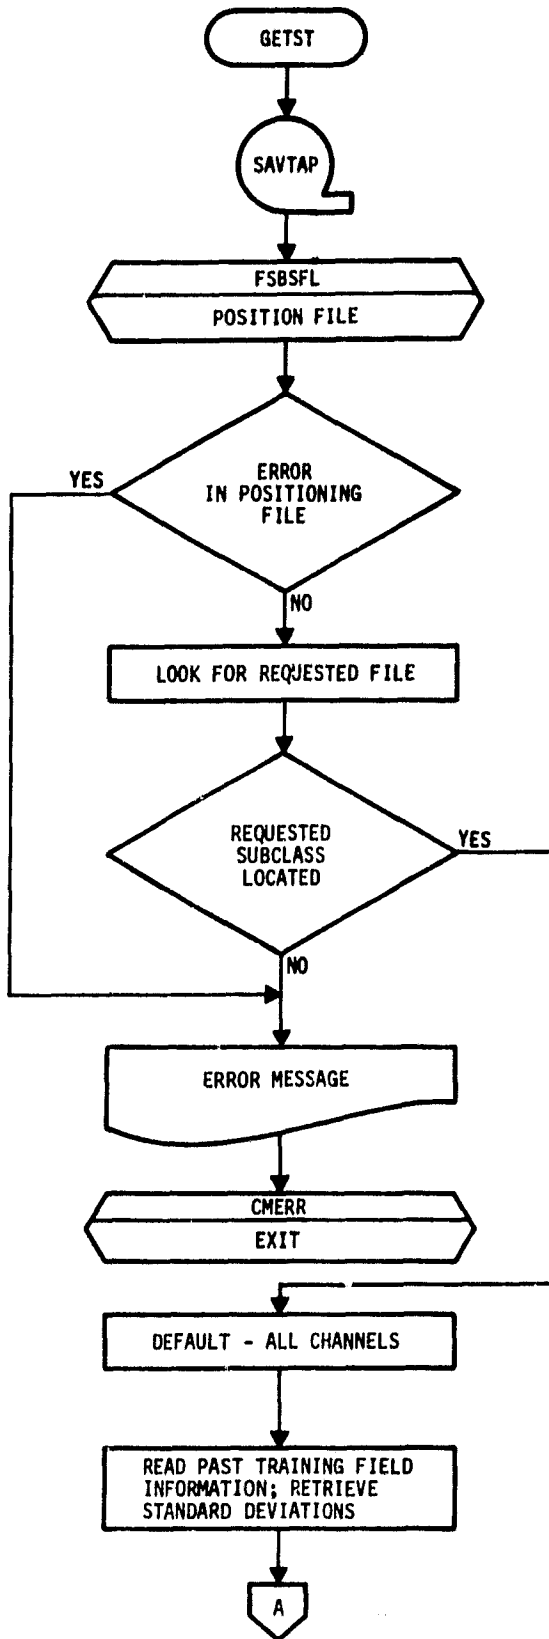 GETST
SAVTAP
FSBSFL
POSITION FILE
YES
ERROR
IN POSITIONING
FILE
NO
LOOK FOR REQUESTED FILE
REQUESTED
SUBCLASS
LOCATED
YES
NO
ERROR MESSAGE
CMERR
EXIT
DEFAULT - ALL CHANNELS
READ PAST TRAINING FIELD
INFORMATION; RETRIEVE
STANDARD DEVIATIONS
A